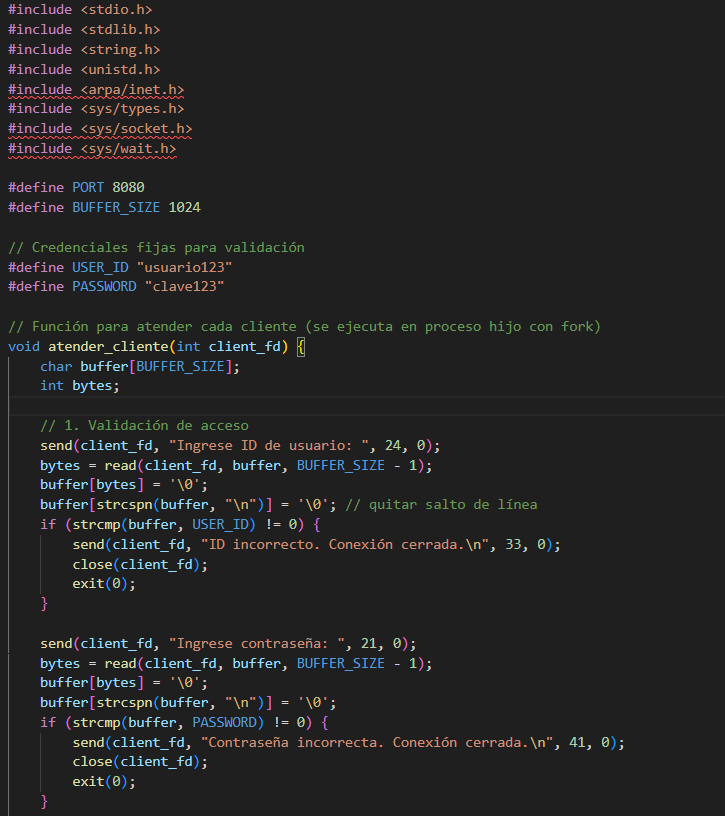 #include <stdio.h>
#include <stdlib.h>
#include <string.h>
#include <unistd.h>
#include <arpa/inet.h>
#include <sys/types.h>
#include <sys/socket.h>
#include <sys/wait.h>

#define PORT 8080
#define BUFFER_SIZE 1024

// Credenciales fijas para validación
#define USER_ID "usuario123"
#define PASSWORD "clave123"

// Función para atender cada cliente (se ejecuta en proceso hijo con fork)
void atender_cliente(int client_fd) {
    char buffer[BUFFER_SIZE];
    int bytes;

    // 1. Validación de acceso
    send(client_fd, "Ingrese ID de usuario: ", 24, 0);
    bytes = read(client_fd, buffer, BUFFER_SIZE - 1);
    buffer[bytes] = '\0';
    buffer[strcspn(buffer, "\n")] = '\0'; // quitar salto de línea
    if (strcmp(buffer, USER_ID) != 0) {
        send(client_fd, "ID incorrecto. Conexión cerrada.\n", 33, 0);
        close(client_fd);
        exit(0);
    }

    send(client_fd, "Ingrese contraseña: ", 21, 0);
    bytes = read(client_fd, buffer, BUFFER_SIZE - 1);
    buffer[bytes] = '\0';
    buffer[strcspn(buffer, "\n")] = '\0';
    if (strcmp(buffer, PASSWORD) != 0) {
        send(client_fd, "Contraseña incorrecta. Conexión cerrada.\n", 41, 0);
        close(client_fd);
        exit(0);
    }